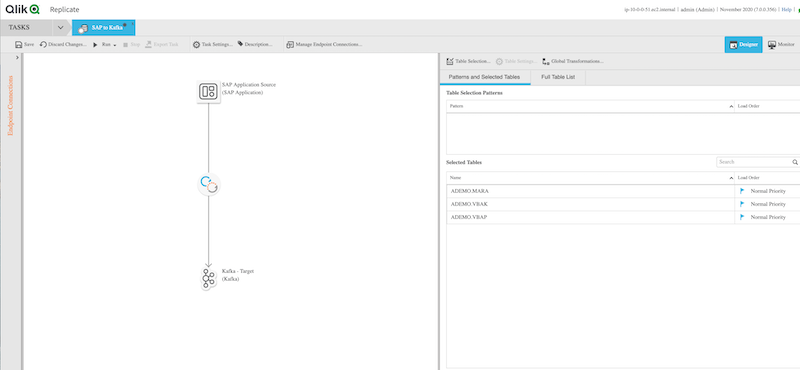 Qlik Replicate
ip-10-0-0-51.ec2.internal | admin (Admin) | November 2020 (7.0.0.356) | Help
TASKS
SAP to Kafka
Save Discard Changes... Run Stop Export Task Task Settings... Description... Manage Endpoint Connections...
Designer Monitor
Endpoint Connections
SAP Application Source
(SAP Application)
Kafka - Target
(Kafka)
Table Selection... Table Settings Global Transformations...
Patterns and Selected Tables Full Table List
Table Selection Patterns
Pattern Load Order
Selected Tables Search
Name Load Order
ADEMO.MARA Normal Priority
ADEMO.VBAK Normal Priority
ADEMO.VBAP Normal Priority